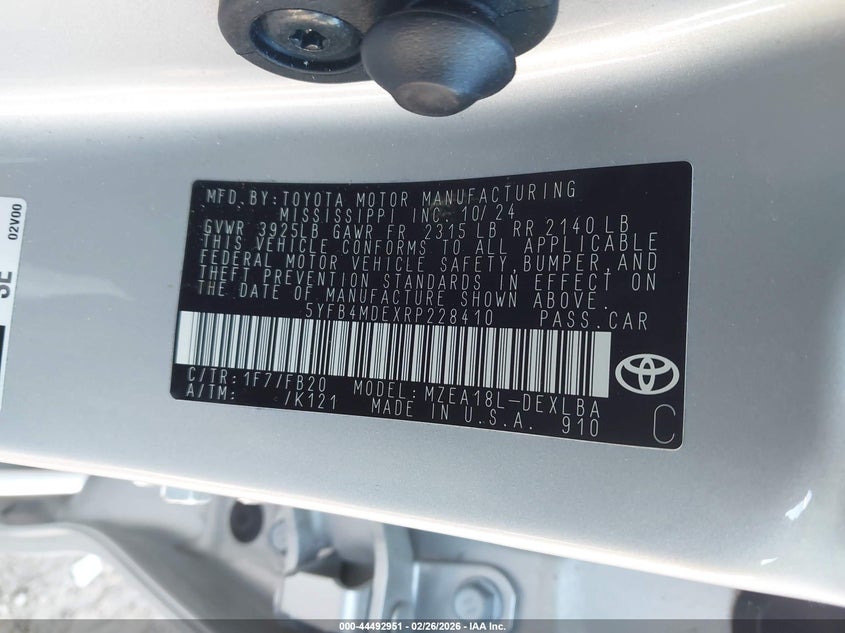 MFD. BY: TOYOTA MOTOR MANUFACTURING
MISSISSIPPI INC. 10/24
GVWR 3925LB GAWR FR 2315LB RR 2140LB
THIS VEHICLE CONFORMS TO ALL APPLICABLE
FEDERAL MOTOR VEHICLE SAFETY, BUMPER, AND
THEFT PREVENTION STANDARDS IN EFFECT ON
THE DATE OF MANUFACTURE SHOWN ABOVE.
5YFB4MDEXRP228410 PASS. CAR
C/TR: 1F7/FB20 MODEL: MZEA18L-DEXLBA
A/TM: /K121 MADE IN U.S.A. 910
C
02V00
SE
000-44492951 - 02/26/2026 - IAA Inc.